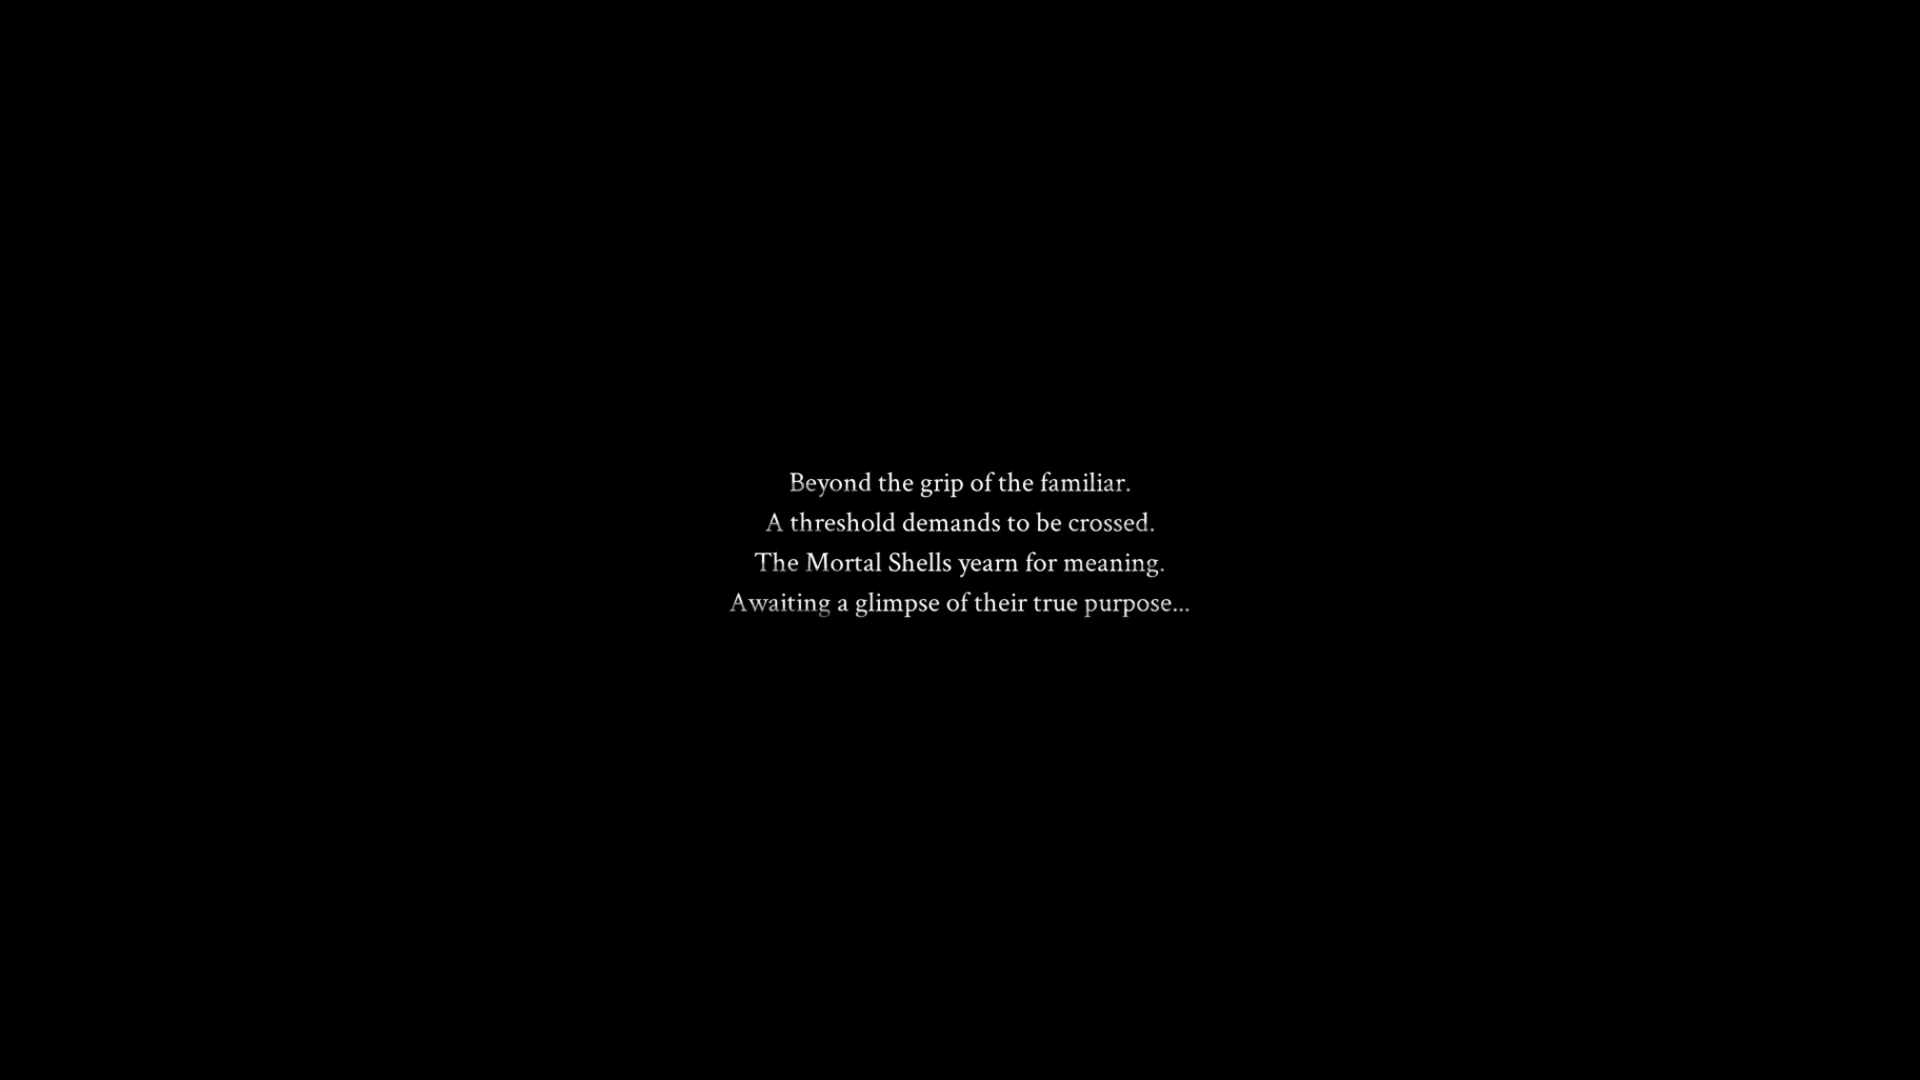 Beyond the grip of the familiar.
A threshold demands to be crossed.
The Mortal Shells yearn for meaning.
Awaiting a glimpse of their true purpose...